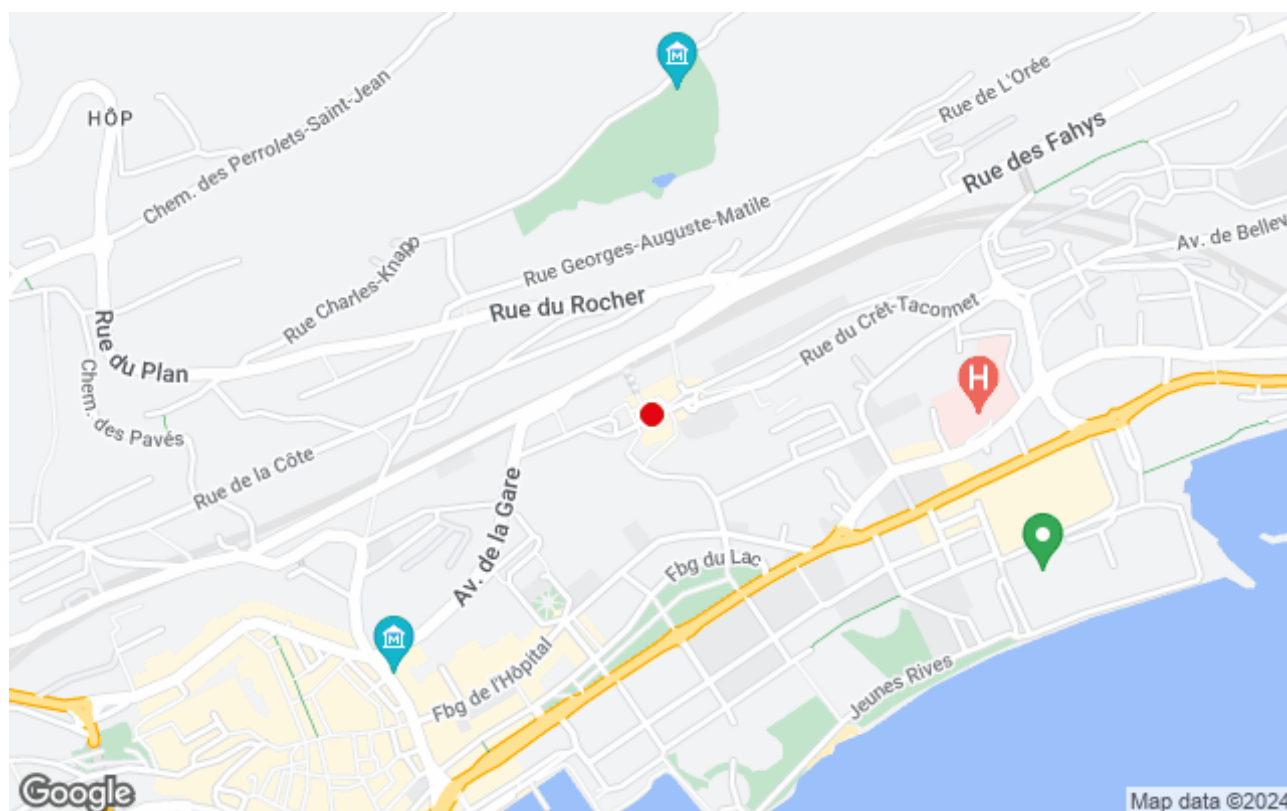 HÔP
Chem. des Perrolets-Saint-Jean
Rue de L'Orée
Rue des Fahys
Rue Georges-Auguste-Matile
Av. de Bellev
Rue Charles-Knapp
Rue du Rocher
Rue du Crêt-Taconnet
Rue du Plan
Chem. des Pavés
Rue de la Côte
Av. de la Gare
Fbg du Lac
Fbg de l'Hôpital
Jeunes Rives
M
M
H
Google
Map data ©2024